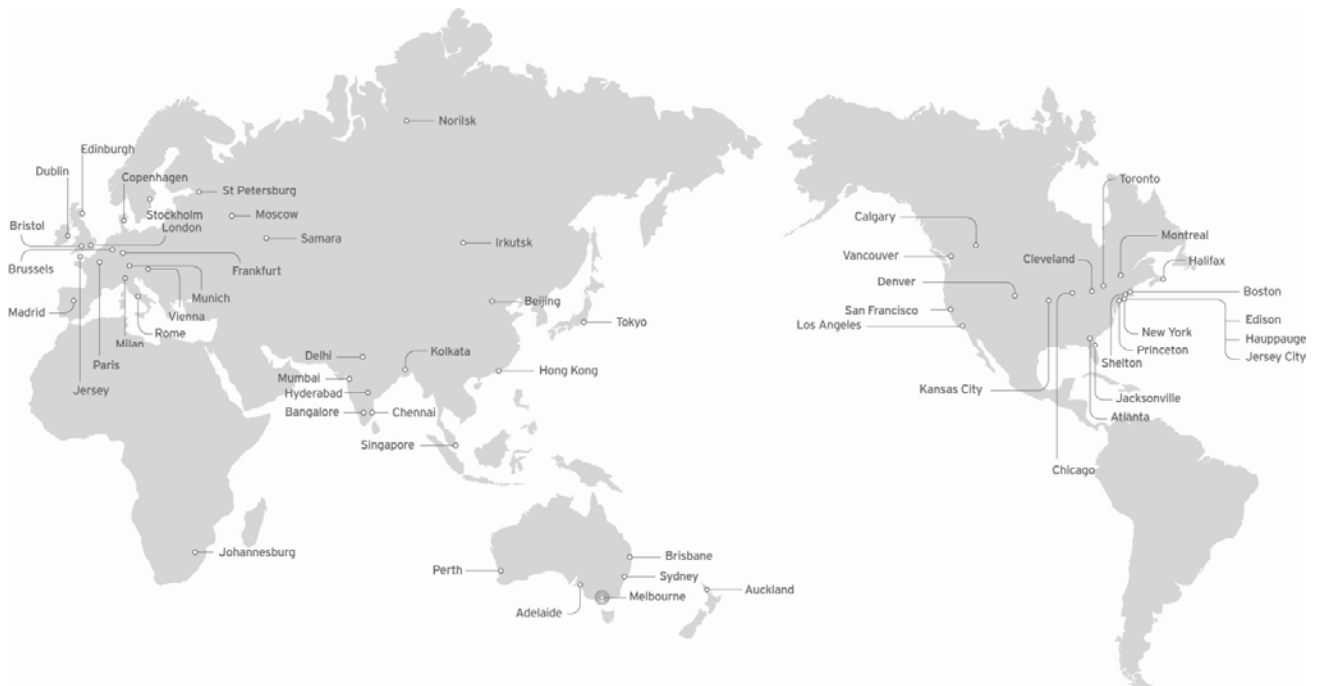 Norilsk
Edinburgh
Dublin
Copenhagen
St Petersburg
Stockholm
Moscow
Bristol
London
Samara
Irkutsk
Brussels
Frankfurt
Munich
Madrid
Vienna
Rome
Milan
Paris
Jersey
Beijing
Tokyo
Delhi
Kolkata
Mumbai
Hong Kong
Hyderabad
Bangalore
Chennai
Singapore
Johannesburg
Perth
Brisbane
Sydney
Melbourne
Adelaide
Auckland
Toronto
Calgary
Montreal
Vancouver
Cleveland
Halifax
Denver
Boston
San Francisco
Edison
Los Angeles
New York
Hauppauge
Princeton
Jersey City
Shelton
Kansas City
Jacksonville
Atlanta
Chicago